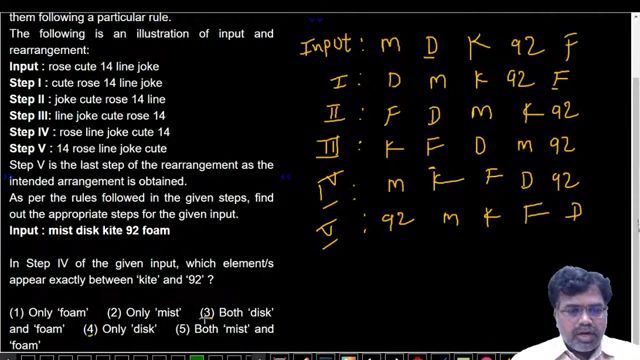 them following a particular rule.
The following is an illustration of input and
rearrangement.
Input : rose cute 14 line joke
Step I : cute rose 14 line joke
Step II : joke cute rose 14 line
Step III: line joke cute rose 14
Step IV : rose line joke cute 14
Step V : 14 rose line joke cute
Step V is the last step of the rearrangement as the
intended arrangement is obtained.
As per the rules followed in the given steps, find
out the appropriate steps for the given input.
Input : mist disk kite 92 foam
In Step IV of the given input, which element/s
appear exactly between 'kite' and '92' ?
(1) Only 'foam' (2) Only 'mist' (3) Both 'disk'
and 'foam' (4) Only 'disk' (5) Both 'mist' and
'foam'
Input: m D K 92 F
I : D m K 92 F
II : F D m K 92
III : K F D m 92
IV : m K F D 92
V : 92 m K F D